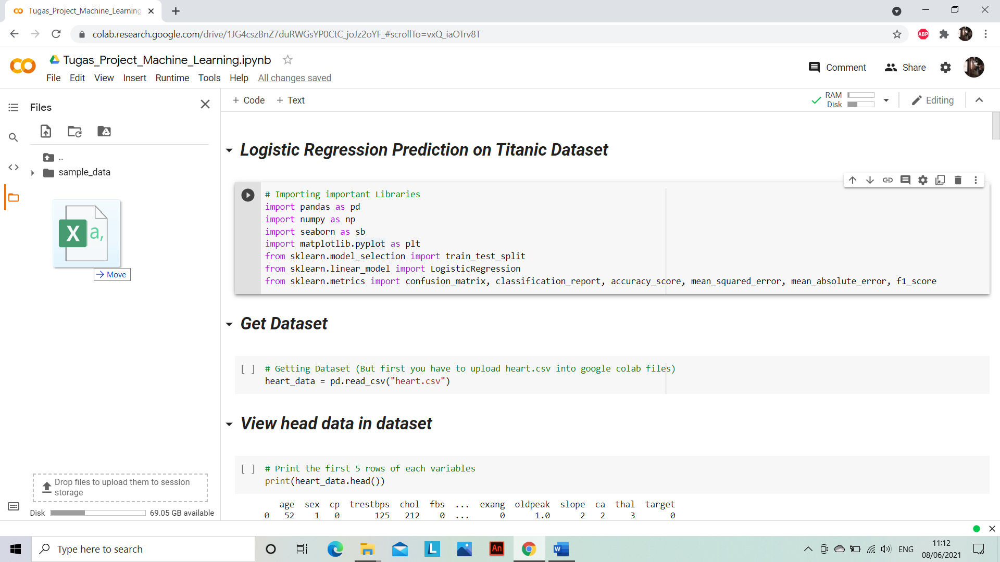 Tugas_Project_Machine_Learning
colab.research.google.com/drive/1JG4cszBnZ7duRWGsYP0CtC_joJz2oYF_#scrollTo=vxQ_iaOTrv8T
ABP
Tugas_Project_Machine_Learning.ipynb
Comment Share
File Edit View Insert Runtime Tools Help All changes saved
Files
+ Code + Text
RAM
Disk
Editing
..
sample_data
X a,
Move
Drop files to upload them to session
storage
Disk 69.05 GB available
Logistic Regression Prediction on Titanic Dataset
# Importing important Libraries
import pandas as pd
import numpy as np
import seaborn as sb
import matplotlib.pyplot as plt
from sklearn.model_selection import train_test_split
from sklearn.linear_model import LogisticRegression
from sklearn.metrics import confusion_matrix, classification_report, accuracy_score, mean_squared_error, mean_absolute_error, f1_score
Get Dataset
[ ] # Getting Dataset (But first you have to upload heart.csv into google colab files)
heart_data = pd.read_csv("heart.csv")
View head data in dataset
[ ] # Print the first 5 rows of each variables
print(heart_data.head())
age sex cp trestbps chol fbs ... exang oldpeak slope ca thal target
0 52 1 0 125 212 0 ... 0 1.0 2 2 3 0
Type here to search
L
An
W
ENG
11:12
08/06/2021